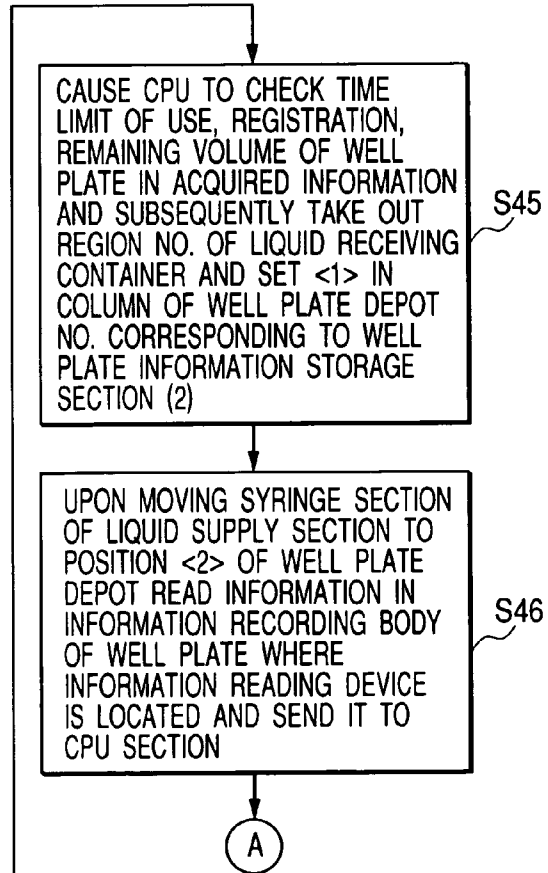 CAUSE CPU TO CHECK TIME
LIMIT OF USE, REGISTRATION,
REMAINING VOLUME OF WELL
PLATE IN ACQUIRED INFORMATION
AND SUBSEQUENTLY TAKE OUT
REGION NO. OF LIQUID RECEIVING
CONTAINER AND SET <1> IN
COLUMN OF WELL PLATE DEPOT
NO. CORRESPONDING TO WELL
PLATE INFORMATION STORAGE
SECTION (2)
S45
UPON MOVING SYRINGE SECTION
OF LIQUID SUPPLY SECTION TO
POSITION <2> OF WELL PLATE
DEPOT READ INFORMATION IN
INFORMATION RECORDING BODY
OF WELL PLATE WHERE
INFORMATION READING DEVICE
IS LOCATED AND SEND IT TO
CPU SECTION
S46
A